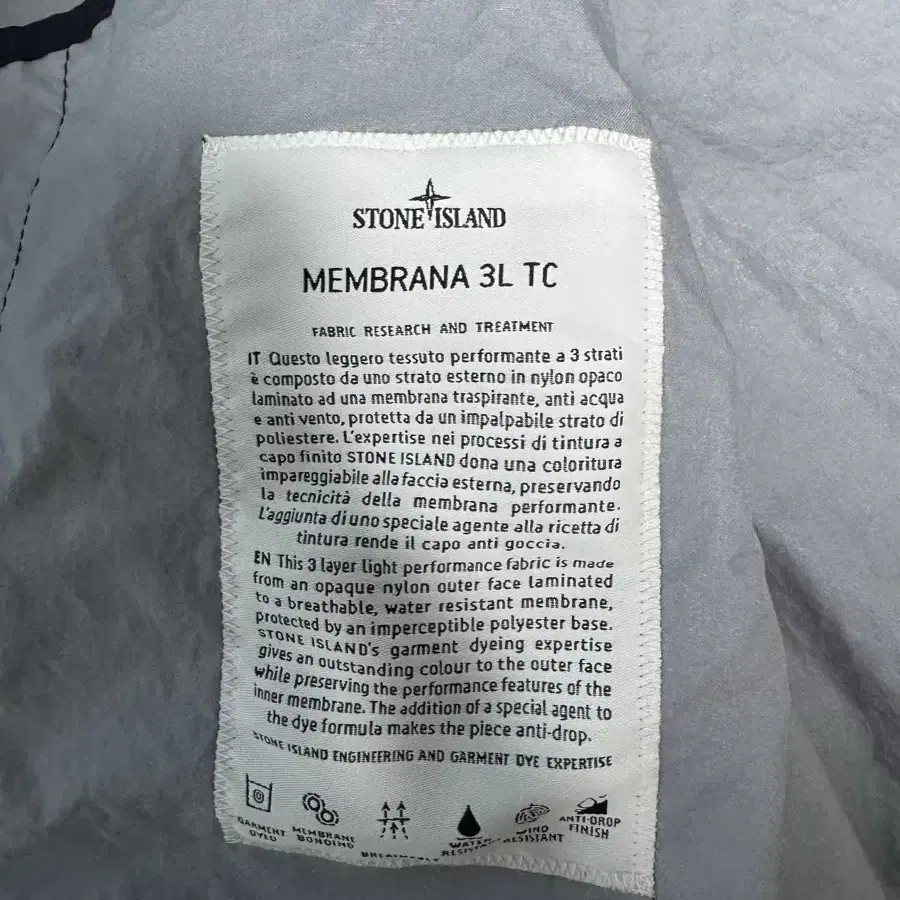 STONE ISLAND
MEMBRANA 3L TC
FABRIC RESEARCH AND TREATMENT
IT Questo leggero tessuto performante a 3 strati
è composto da uno strato esterno in nylon opaco
laminato ad una membrana traspirante, anti acqua
e anti vento, protetta da un impalpabile strato di
poliestere. L'expertise nei processi di tintura a
capo finito STONE ISLAND dona una coloritura
impareggiabile alla faccia esterna, preservando
la tecnicità della membrana performante.
L'aggiunta di uno speciale agente alla ricetta di
tintura rende il capo anti goccia.
EN This 3 layer light performance fabric is made
from an opaque nylon outer face laminated
to a breathable, water resistant membrane,
protected by an imperceptible polyester base.
STONE ISLAND's garment dyeing expertise
gives an outstanding colour to the outer face
while preserving the performance features of the
inner membrane. The addition of a special agent to
the dye formula makes the piece anti-drop.
STONE ISLAND ENGINEERING AND GARMENT DYE EXPERTISE
GARMENT DYED
MEMBRANE BONDING
BREATHABLE
WATER RESISTANT
WIND RESISTANT
ANTI-DROP FINISH